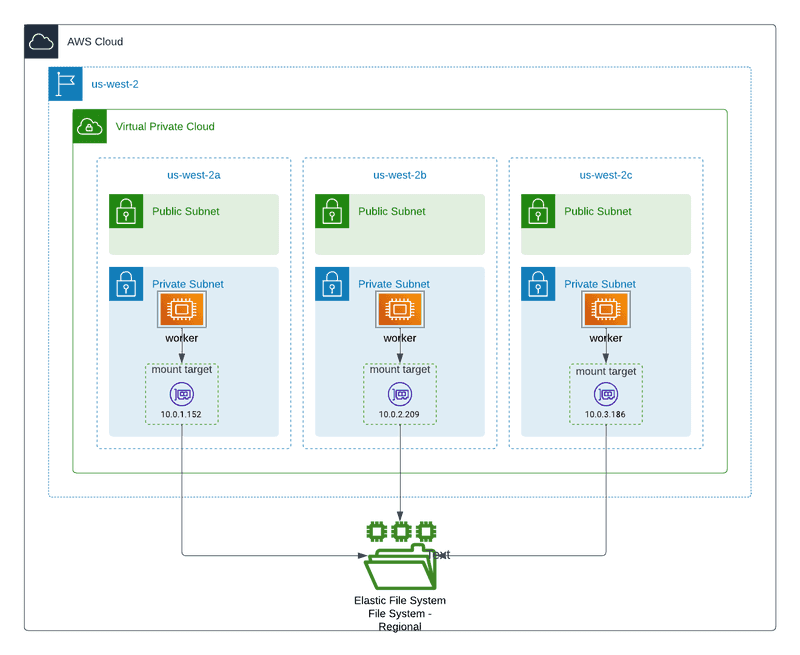 AWS Cloud
us-west-2
Virtual Private Cloud
us-west-2a
us-west-2b
us-west-2c
Public Subnet
Public Subnet
Public Subnet
Private Subnet
Private Subnet
Private Subnet
worker
worker
worker
mount target
mount target
mount target
10.0.1.152
10.0.2.209
10.0.3.186
Text
Elastic File System
File System -
Regional